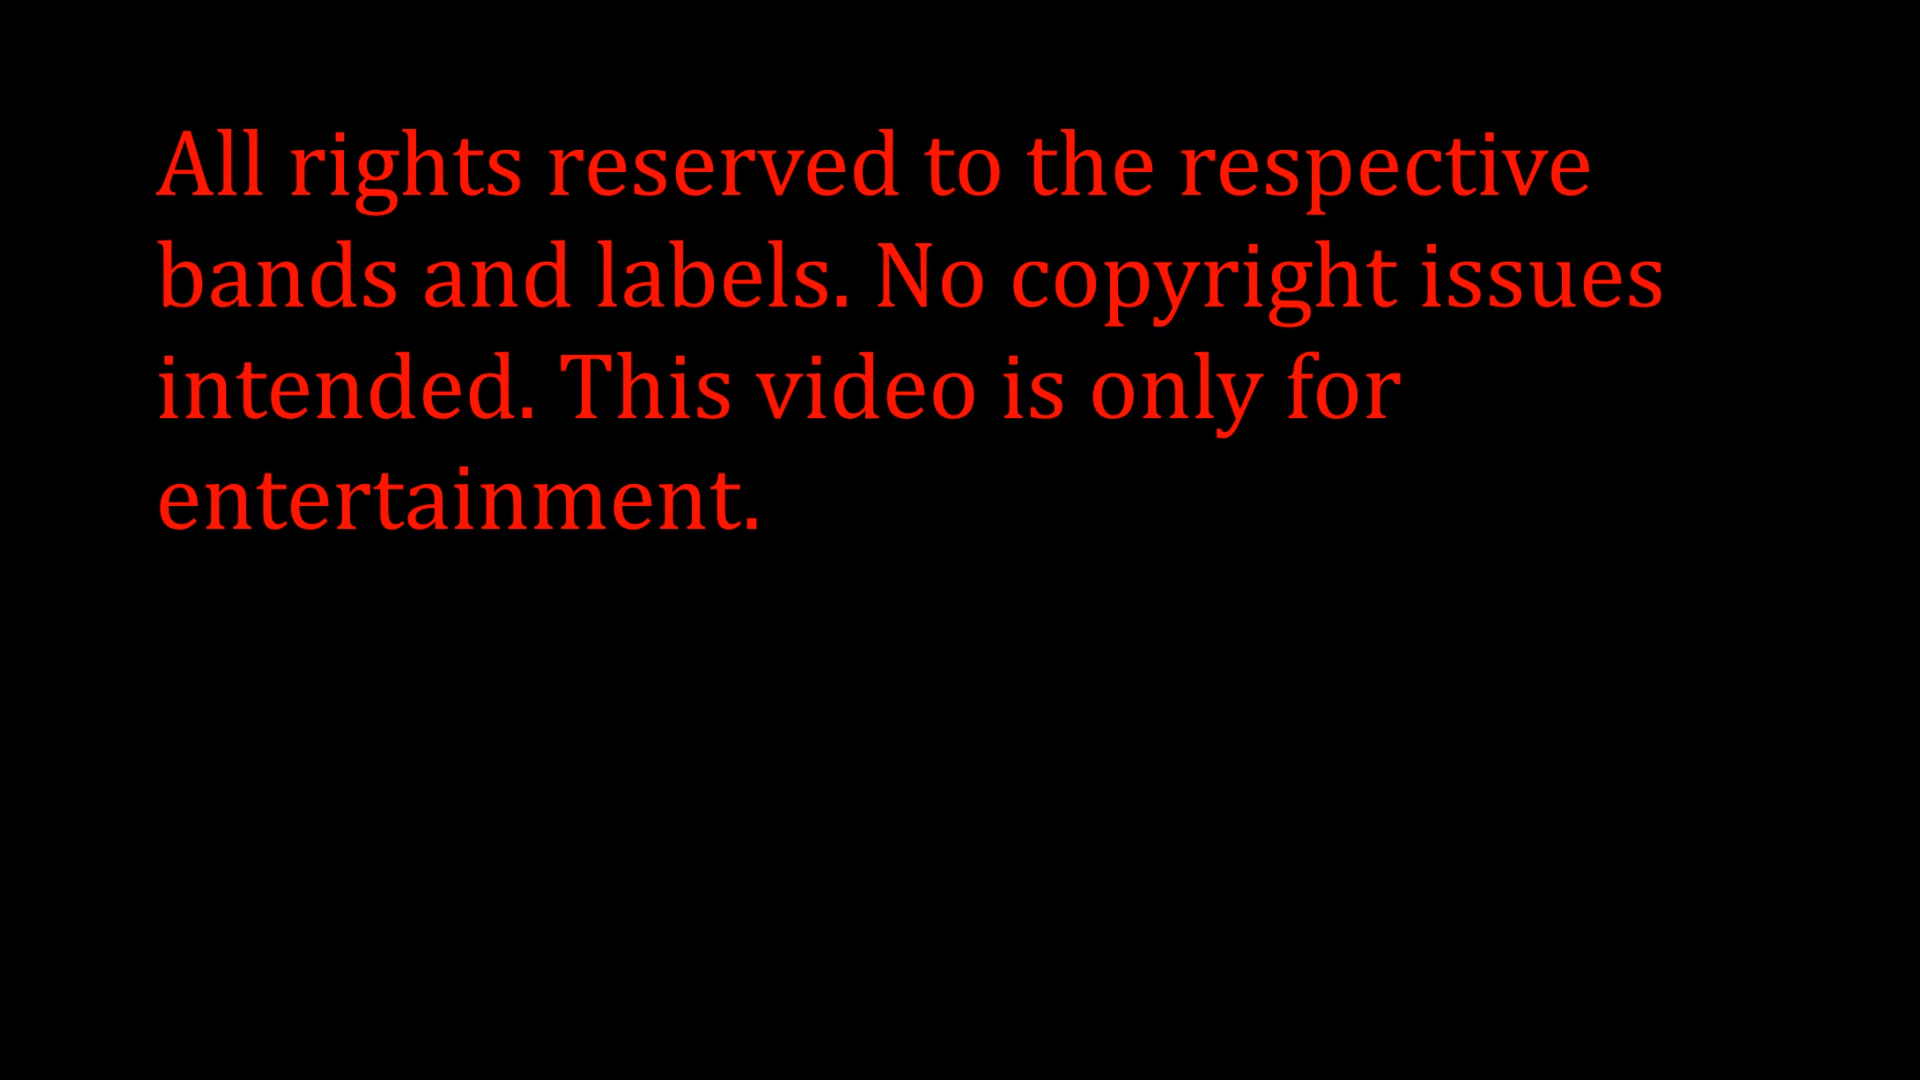 All rights reserved to the respective
bands and labels. No copyright issues
intended. This video is only for
entertainment.